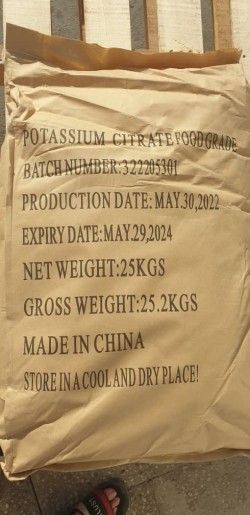 POTASSIUM CITRATE FOOD GRADE
BATCH NUMBER:322205301
PRODUCTION DATE: MAY.30,2022
EXPIRY DATE:MAY.29,2024
NET WEIGHT:25KGS
GROSS WEIGHT:25.2KGS
MADE IN CHINA
STORE IN A COOL AND DRY PLACE!